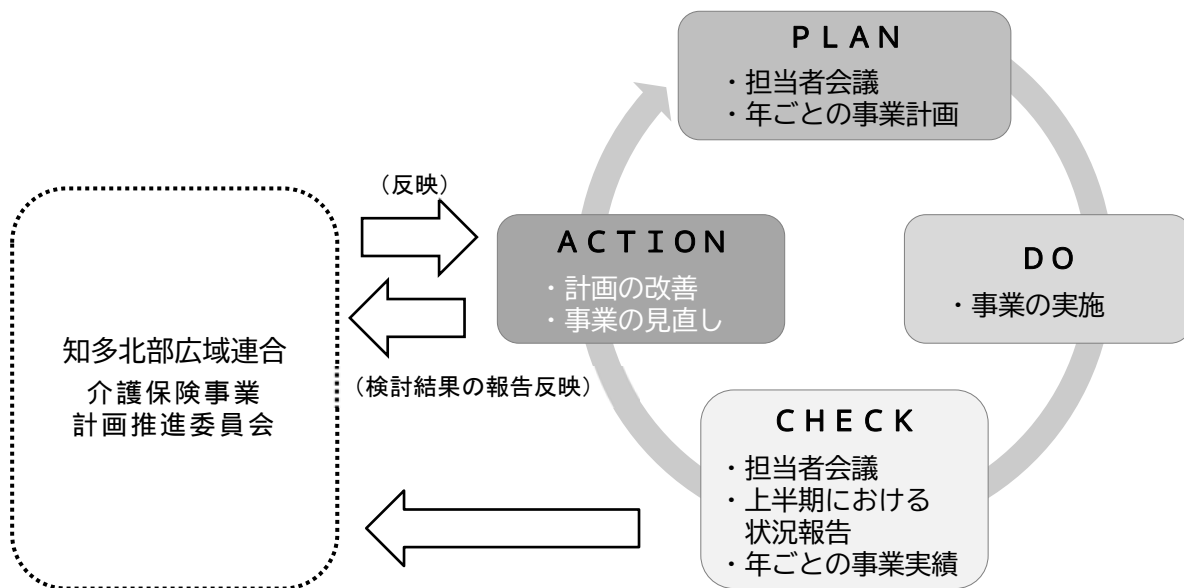 PLAN
・担当者会議
・年ごとの事業計画
(反映)
ACTION
・計画の改善
・事業の見直し
DO
・事業の実施
知多北部広域連合
介護保険事業
計画推進委員会
(検討結果の報告反映)
CHECK
・担当者会議
・上半期における
状況報告
・年ごとの事業実績